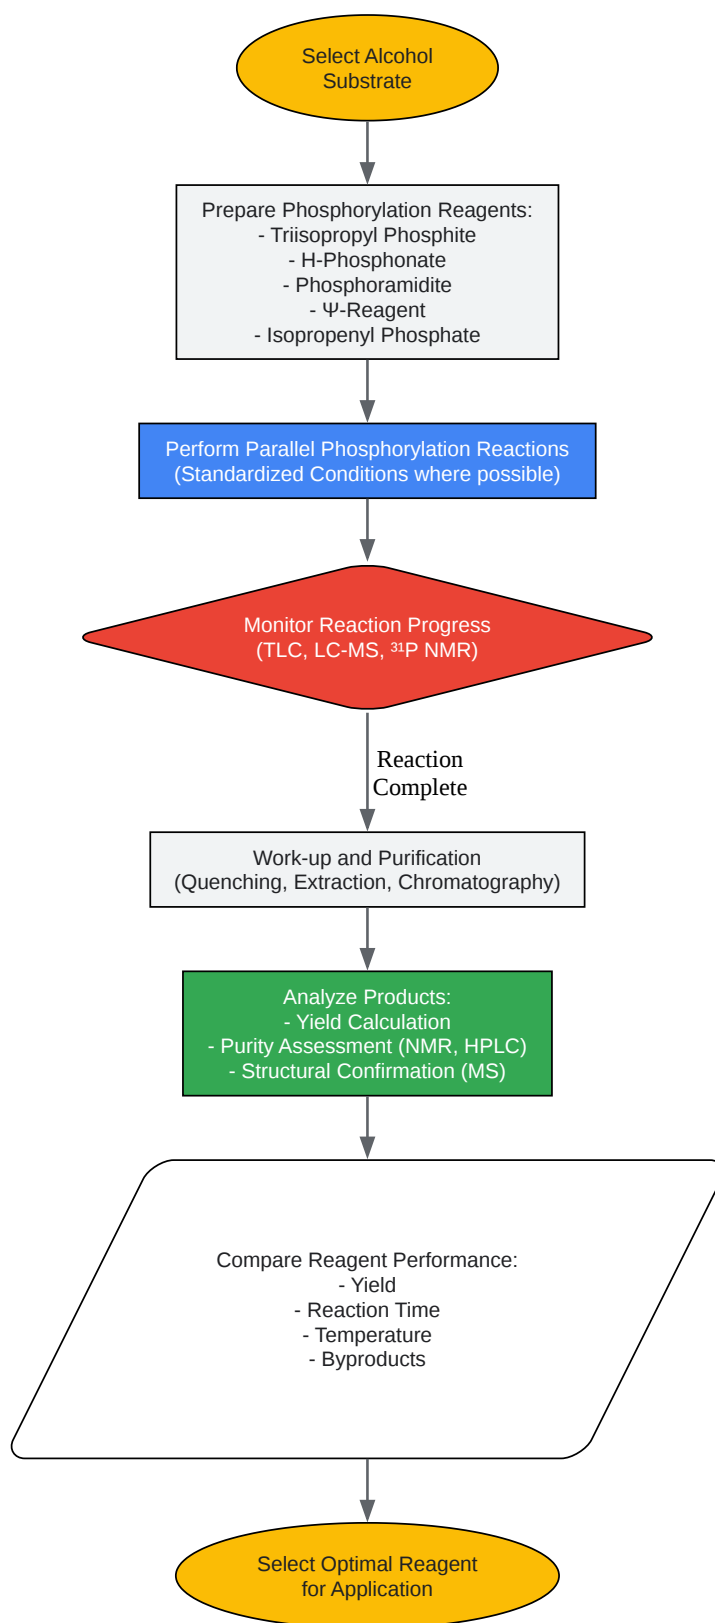 Select Alcohol
Substrate
Prepare Phosphorylation Reagents:
- Triisopropyl Phosphite
- H-Phosphonate
- Phosphoramidite
- Ψ-Reagent
- Isopropenyl Phosphate
Perform Parallel Phosphorylation Reactions
(Standardized Conditions where possible)
Monitor Reaction Progress
(TLC, LC-MS, ³¹P NMR)
Reaction
Complete
Work-up and Purification
(Quenching, Extraction, Chromatography)
Analyze Products:
- Yield Calculation
- Purity Assessment (NMR, HPLC)
- Structural Confirmation (MS)
Compare Reagent Performance:
- Yield
- Reaction Time
- Temperature
- Byproducts
Select Optimal Reagent
for Application